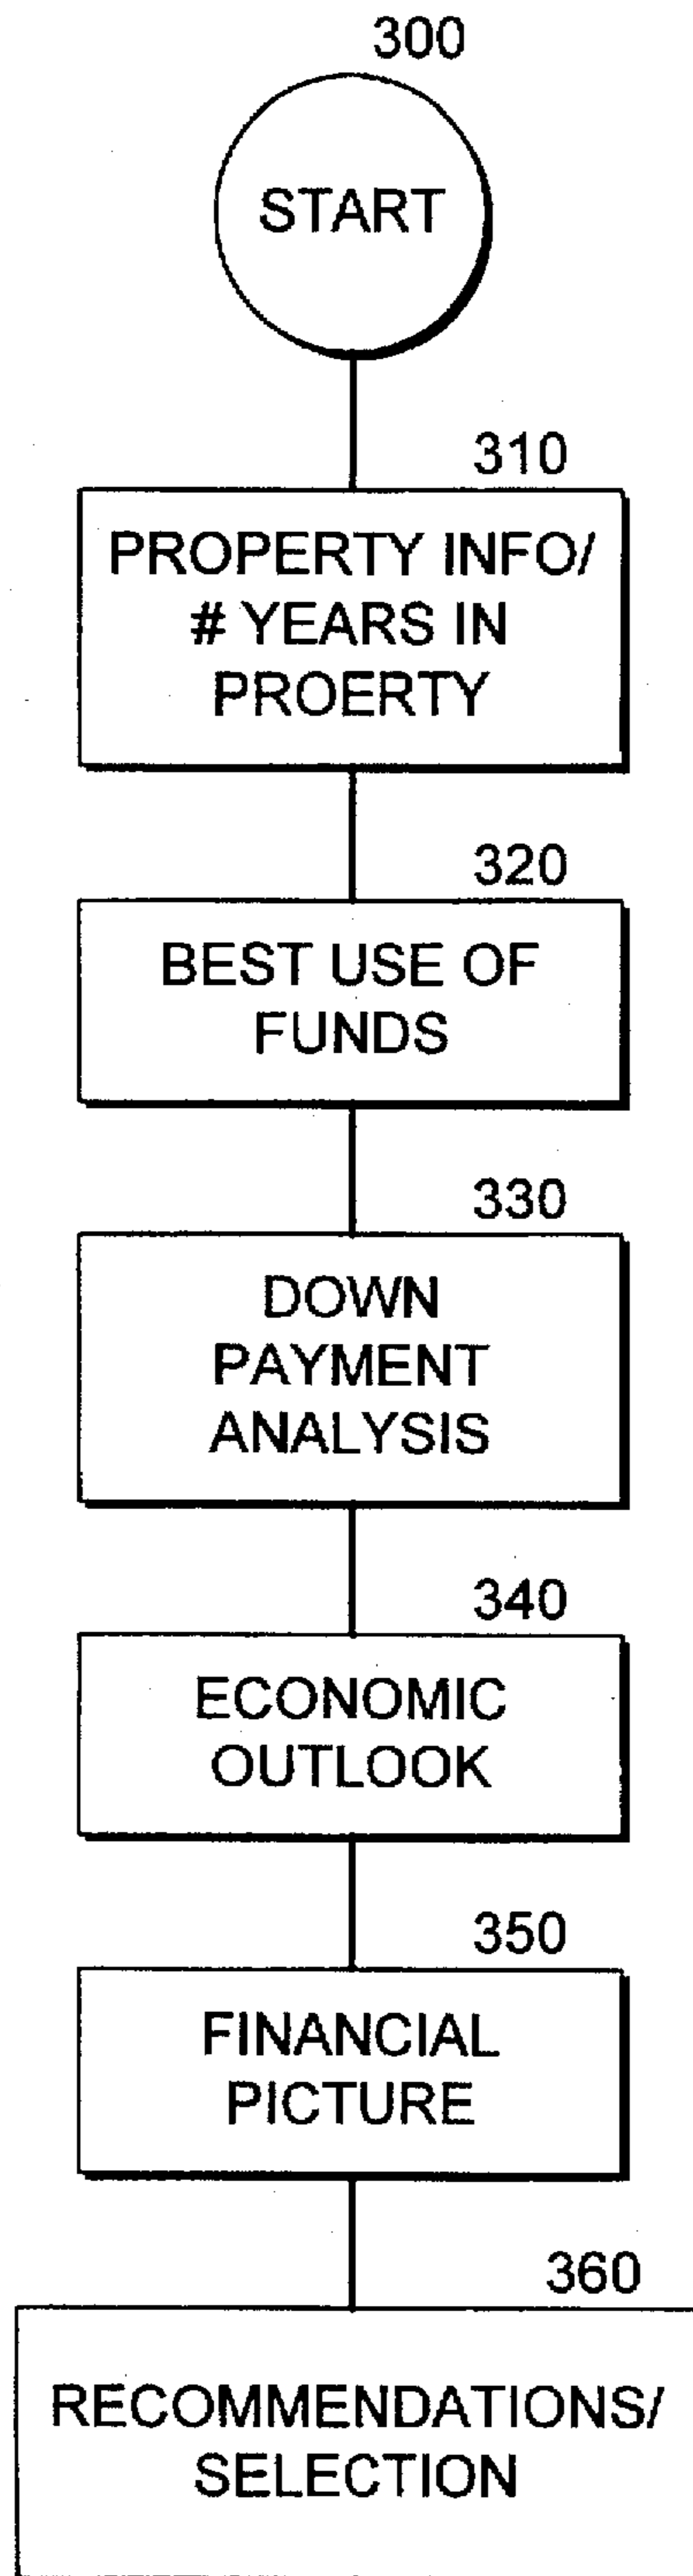 300
START
310
PROPERTY INFO/
# YEARS IN
PROERTY
320
BEST USE OF
FUNDS
330
DOWN
PAYMENT
ANALYSIS
340
ECONOMIC
OUTLOOK
350
FINANCIAL
PICTURE
360
RECOMMENDATIONS/
SELECTION